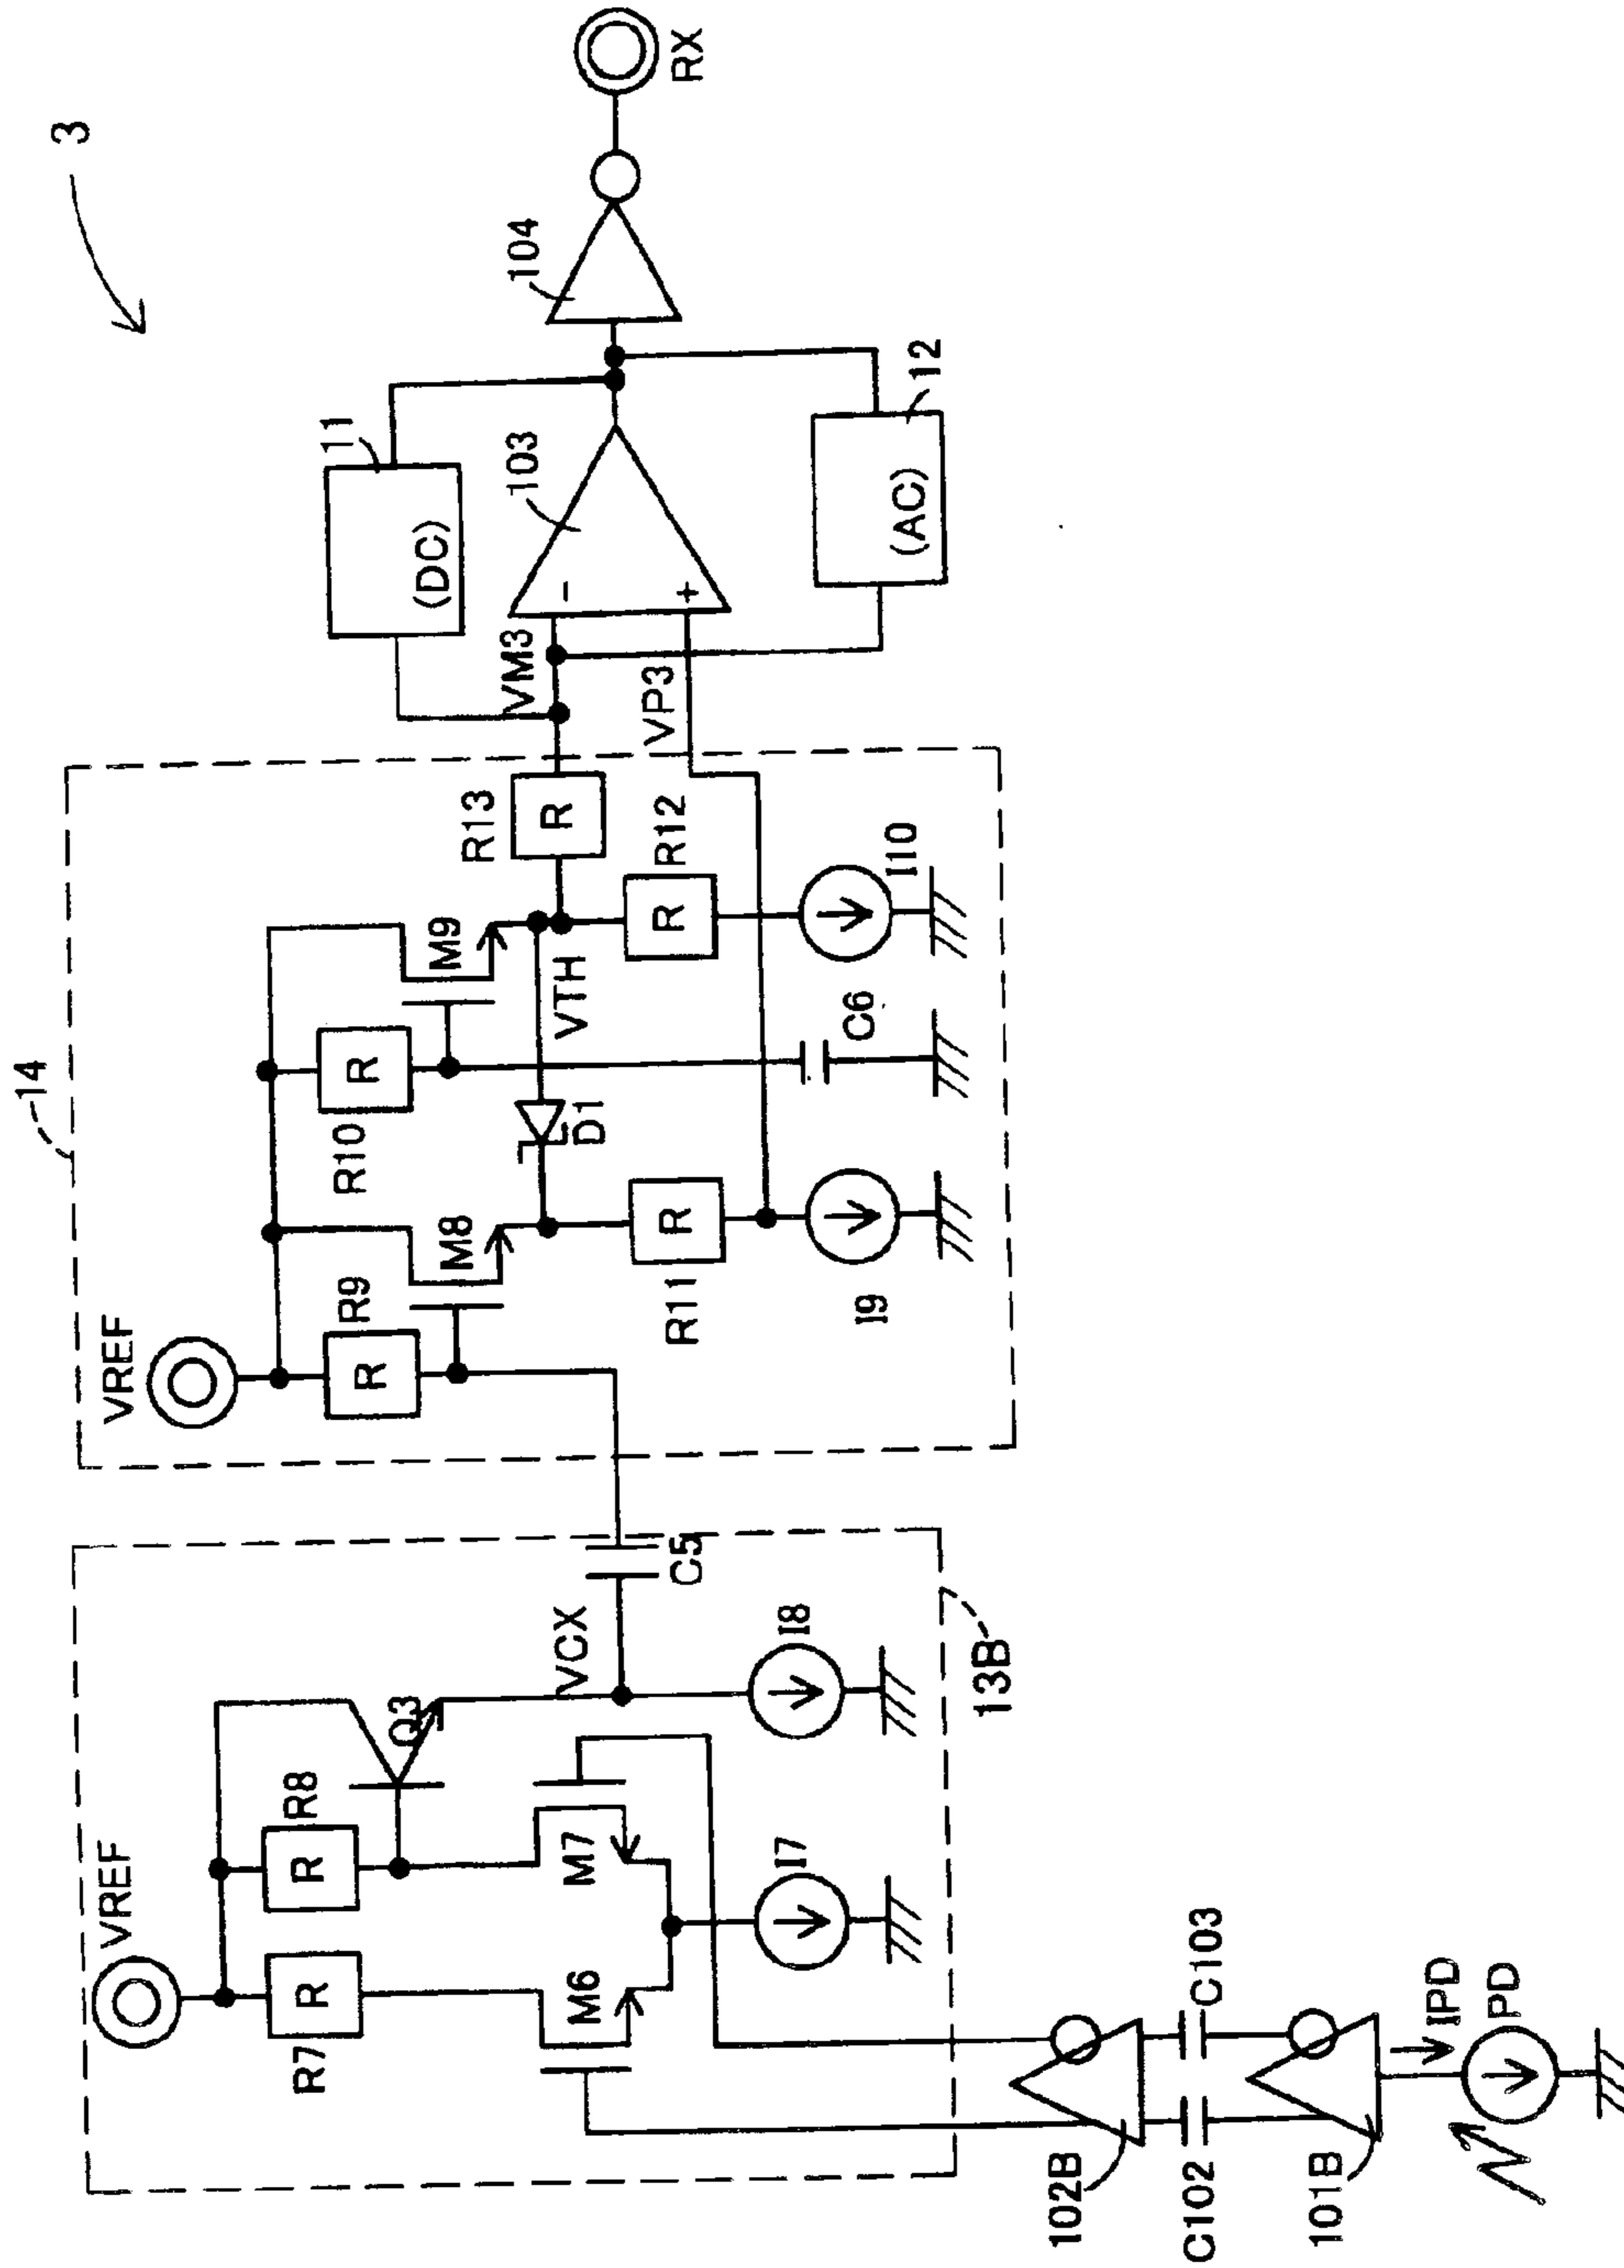 3
14
VREF
R9
R
M8
R10
R
M9
VTH
D1
R11
R
I9
C6
R12
R
I10
R13
R
VM3
VP3
11
(DC)
103
-
+
12
(AC)
104
RX
VREF
R7
R
R8
R
Q3
M6
M7
I7
VCX
I8
C5
13B
102B
C102
C103
101B
IPD
PD